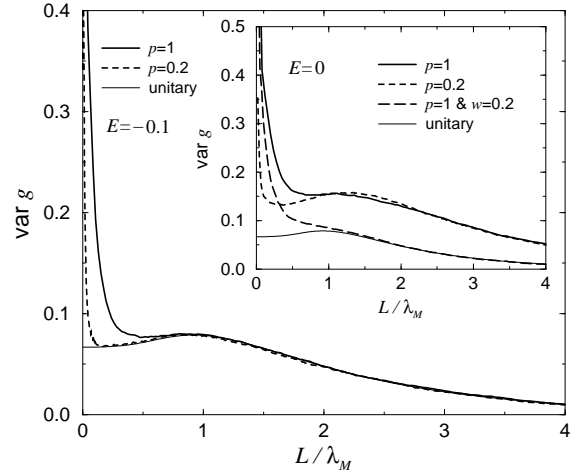 0.4
0.3
0.2
0.1
0.0
var g
p=1
p=0.2
unitary
E=−0.1
0 1 2 3 4
L/λM
0.5
0.4
0.3
0.2
0.1
0.0
var g
E=0
p=1
p=0.2
p=1 & w=0.2
unitary
0 1 2 3 4
L/λM